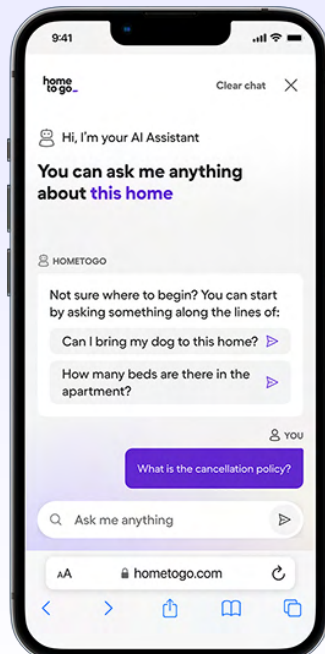 9:41
home
to go_
Clear chat
Hi, I'm your AI Assistant
You can ask me anything
about this home
HOMETOGO
Not sure where to begin? You can start
by asking something along the lines of:
Can I bring my dog to this home?
How many beds are there in the
apartment?
YOU
What is the cancellation policy?
Ask me anything
AA
hometogo.com